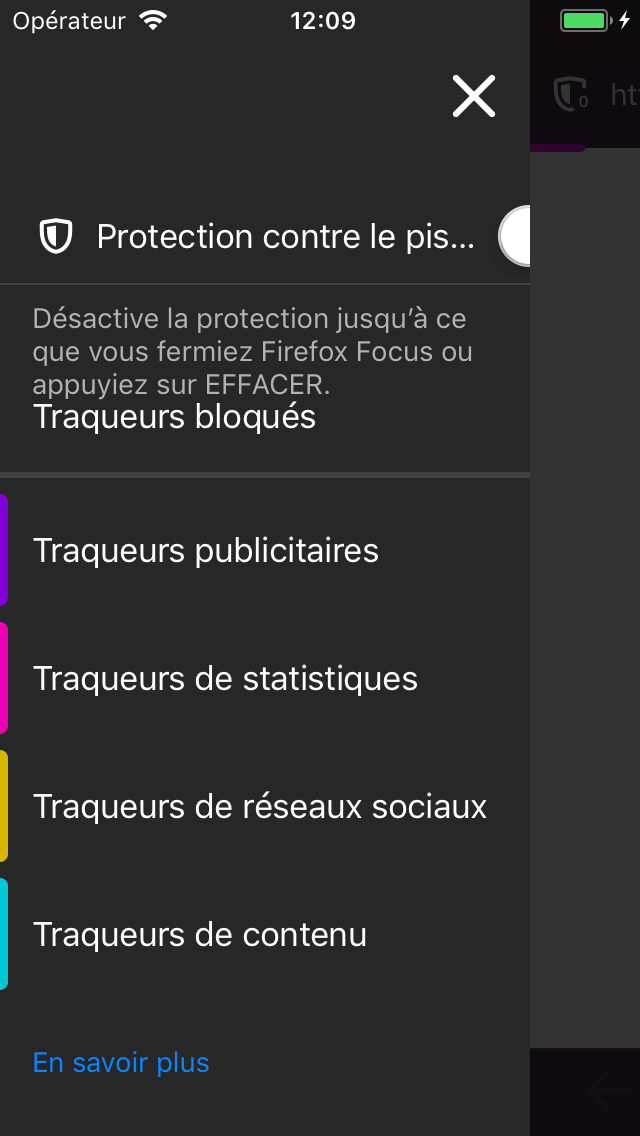 Opérateur 12:09
0 htt
Protection contre le pis...
Désactive la protection jusqu’à ce
que vous fermiez Firefox Focus ou
appuyiez sur EFFACER.
Traqueurs bloqués
Traqueurs publicitaires
Traqueurs de statistiques
Traqueurs de réseaux sociaux
Traqueurs de contenu
En savoir plus